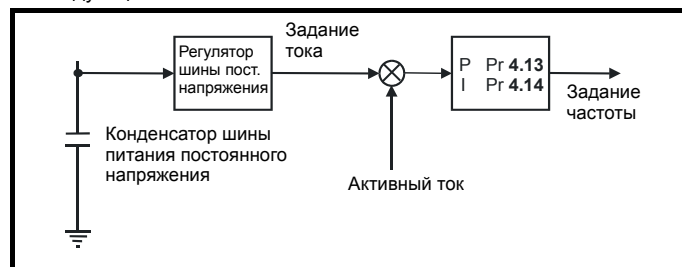 Задание
тока
Регулятор
шины пост.
напряжения
P Pr 4.13
I Pr 4.14
Задание
частоты
Конденсатор шины
питания постоянного
напряжения
Активный ток